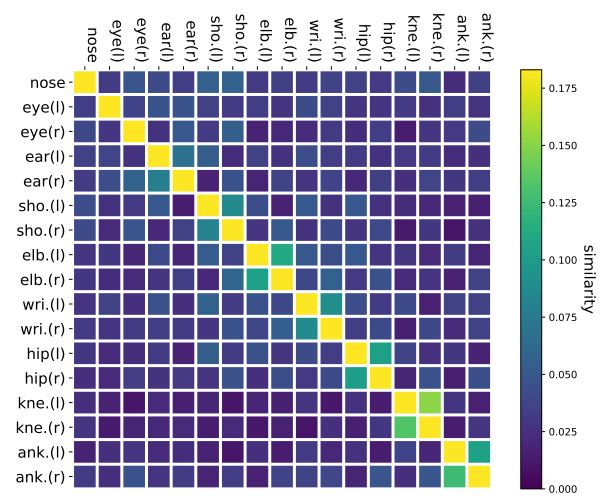 nose eye(l) eye(r) ear(l) ear(r) sho.(l) sho.(r) elb.(l) elb.(r) wri.(l) wri.(r) hip(l) hip(r) kne.(l) kne.(r) ank.(l) ank.(r)
nose
eye(l)
eye(r)
ear(l)
ear(r)
sho.(l)
sho.(r)
elb.(l)
elb.(r)
wri.(l)
wri.(r)
hip(l)
hip(r)
kne.(l)
kne.(r)
ank.(l)
ank.(r)
0.175
0.150
0.125
0.100
0.075
0.050
0.025
0.000
similarity